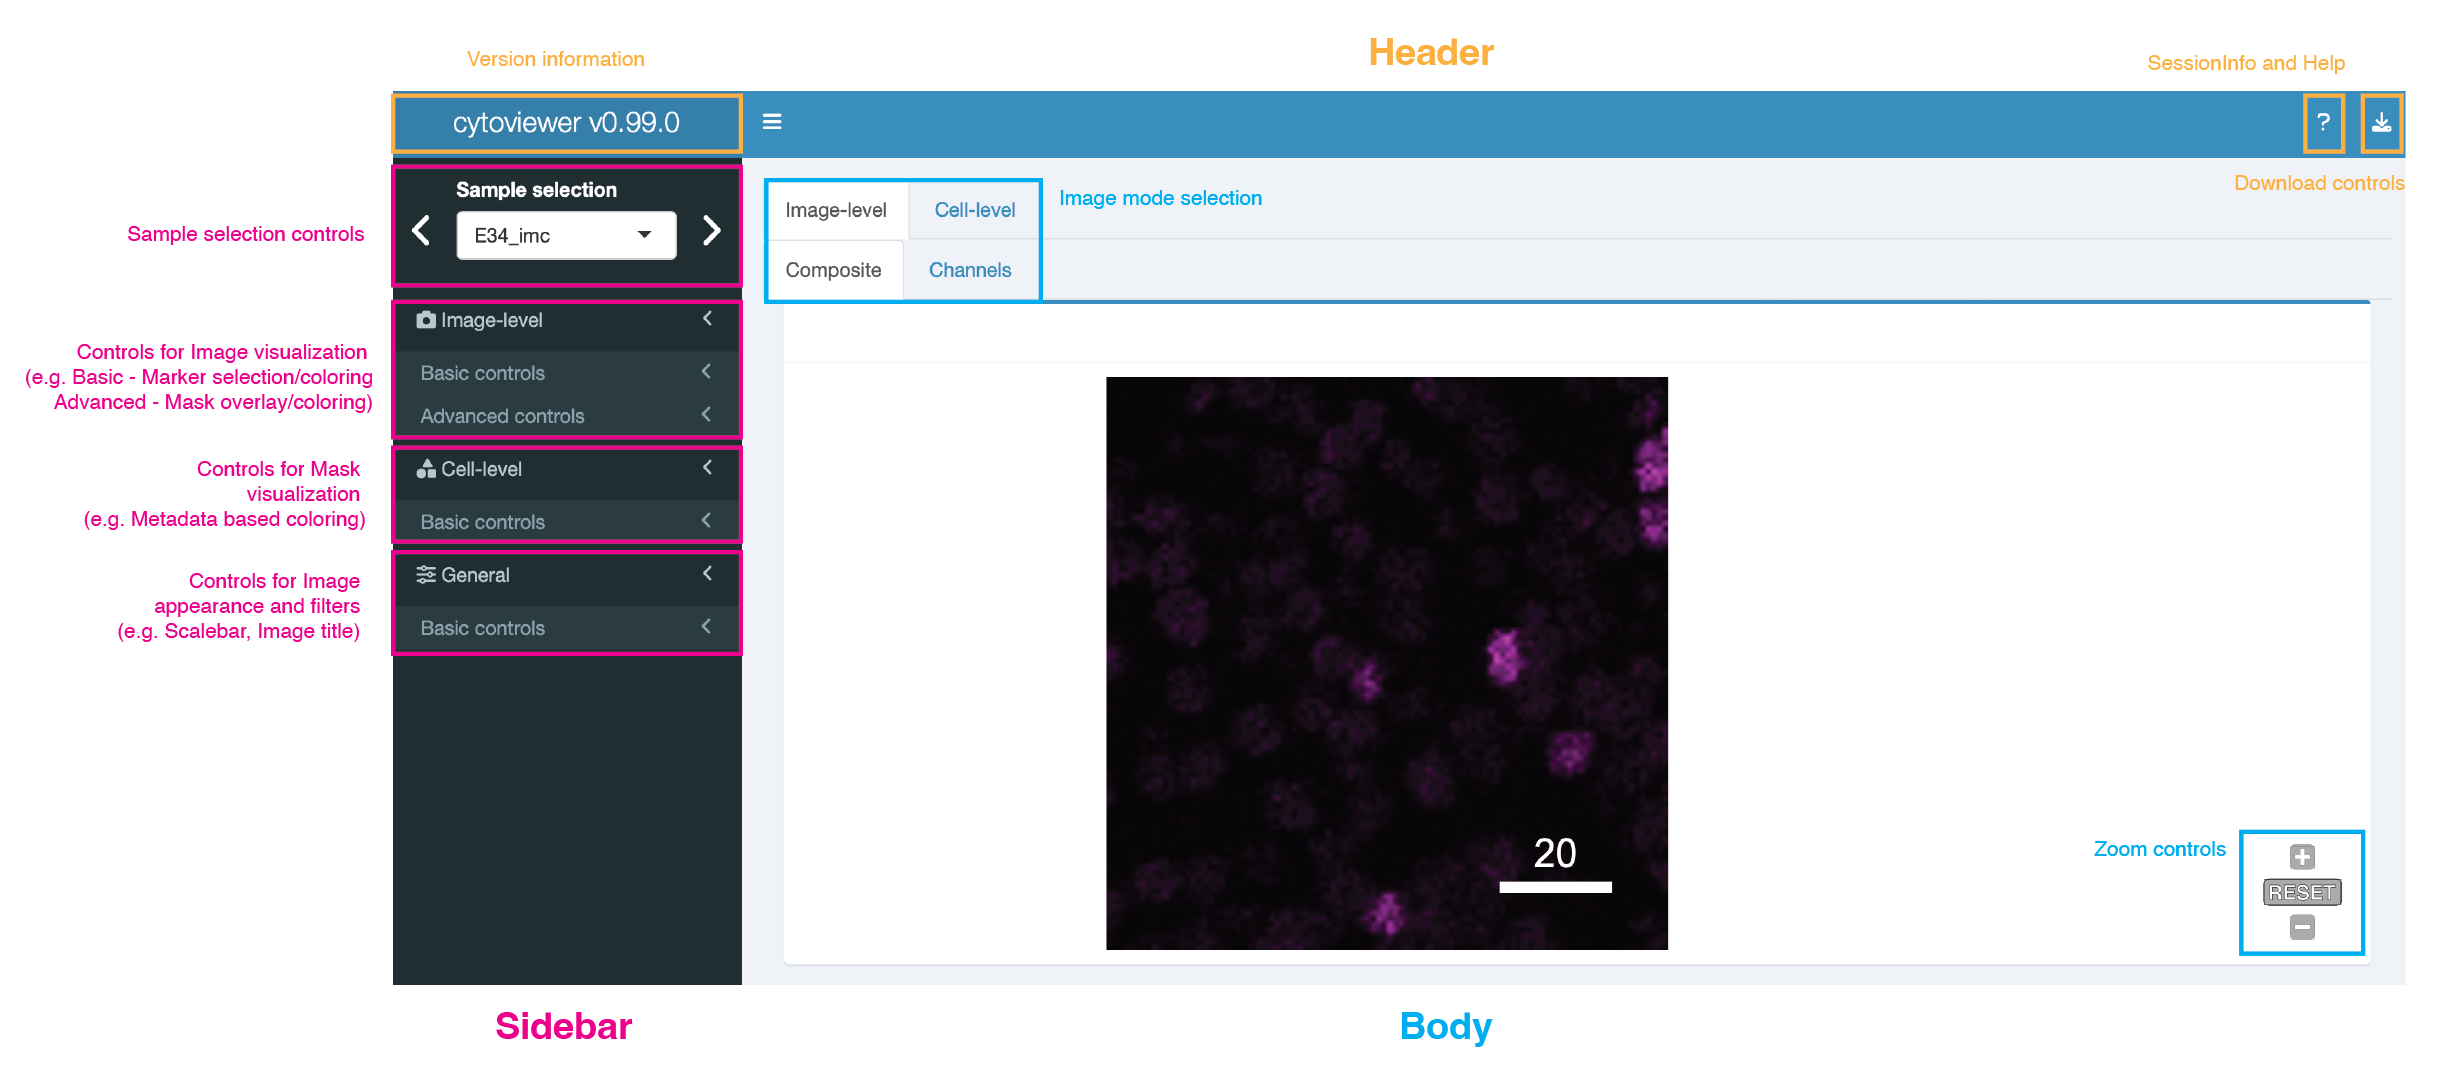 Version information
Header
SessionInfo and Help
cytoviewer v0.99.0
?
Download controls
Sample selection
Sample selection controls
E34_imc
Image-level
Cell-level
Image mode selection
Composite
Channels
Image-level
Controls for Image visualization
(e.g. Basic - Marker selection/coloring
Advanced - Mask overlay/coloring)
Basic controls
Advanced controls
Controls for Mask
visualization
(e.g. Metadata based coloring)
Cell-level
Basic controls
Controls for Image
appearance and filters
(e.g. Scalebar, Image title)
General
Basic controls
20
Zoom controls
RESET
Sidebar
Body